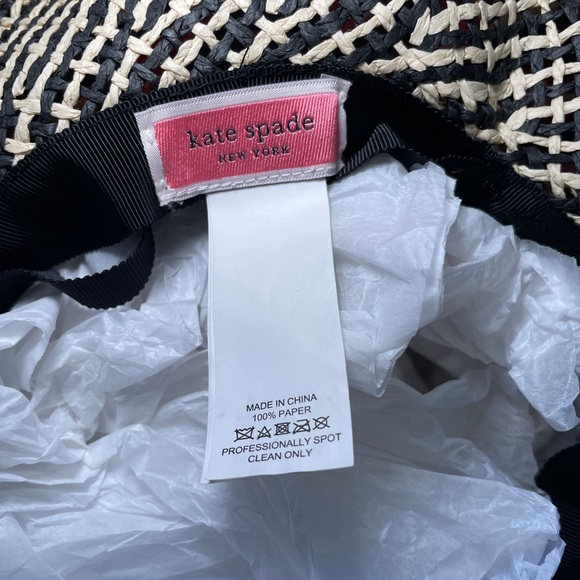 kate spade
NEW YORK
MADE IN CHINA
100% PAPER
PROFESSIONALLY SPOT
CLEAN ONLY